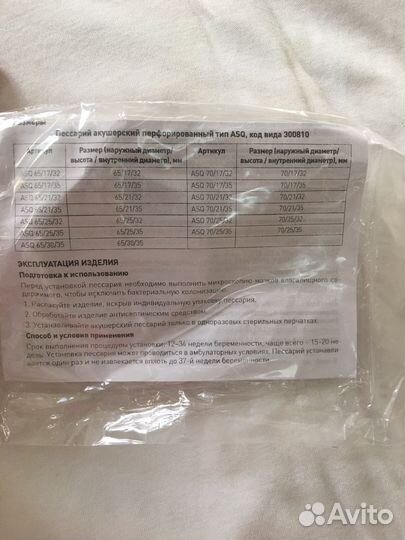 Размеры
Пессарий акушерский перфорированный тип ASQ, код вида 300810
Артикул Размер (наружный диаметр/ высота / внутренний диаметр), мм Артикул Размер (наружный диаметр/ высота / внутренний диаметр), мм
ASQ 65/17/32 65/17/32 ASQ 70/17/32 70/17/32
ASQ 65/17/35 65/17/35 ASQ 70/17/35 70/17/35
ASQ 65/21/32 65/21/32 ASQ 70/21/32 70/21/32
ASQ 65/21/35 65/21/35 ASQ 70/21/35 70/21/35
ASQ 65/25/32 65/25/32 ASQ 70/25/32 70/25/32
ASQ 65/25/35 65/25/35 ASQ 70/25/35 70/25/35
ASQ 65/30/35 65/30/35
ЭКСПЛУАТАЦИЯ ИЗДЕЛИЯ
Подготовка к использованию
Перед установкой пессария необходимо выполнить микроскопию мазков влагалищного со-
держимого, чтобы исключить бактериальную колонизацию.
1. Распакуйте изделие, вскрыв индивидуальную упаковку пессария.
2. Обработайте изделие антисептическим средством.
3. Устанавливайте акушерский пессарий только в одноразовых стерильных перчатках.
Способ и условия применения
Срок выполнения процедуры установки: 12–34 недели беременности, чаще всего – 15-20 не-
дель. Установка пессария может проводиться в амбулаторных условиях. Пессарий устанавли-
вается один раз и не извлекается вплоть до 37-й недели беременности.
Avito